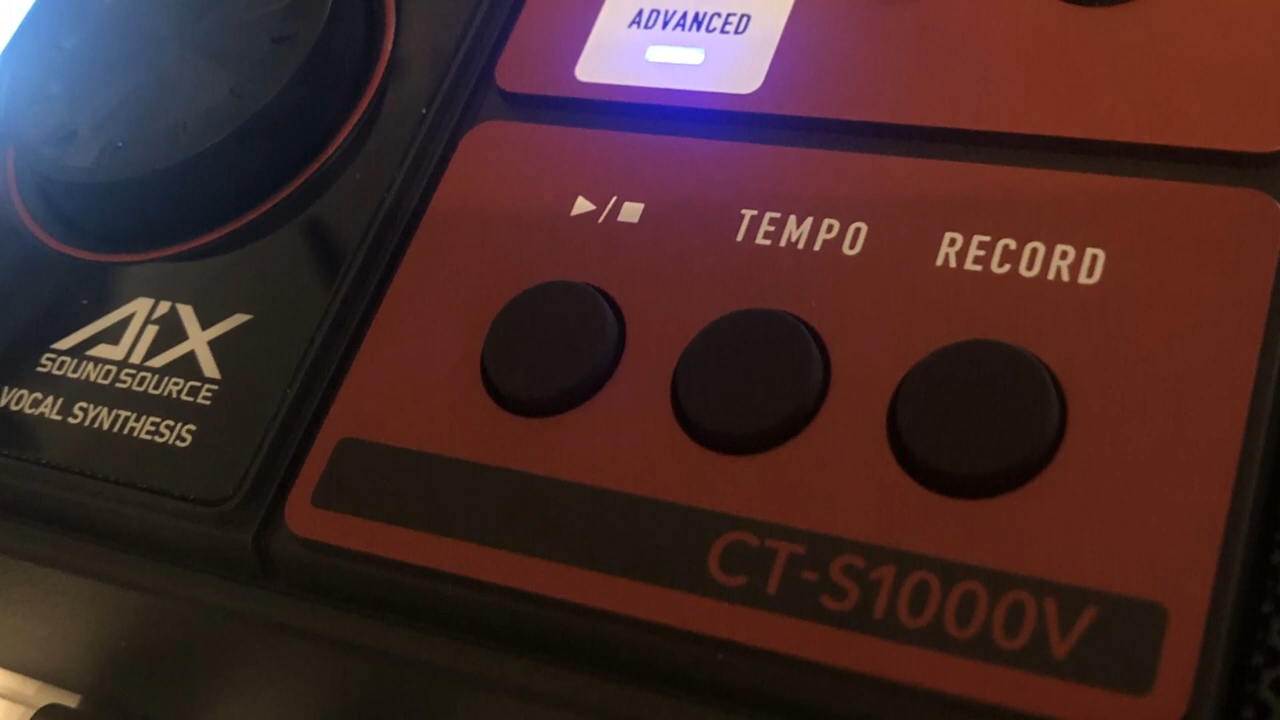 ADVANCED
▶/■
TEMPO
RECORD
AiX
SOUND SOURCE
VOCAL SYNTHESIS
CT-S1000V